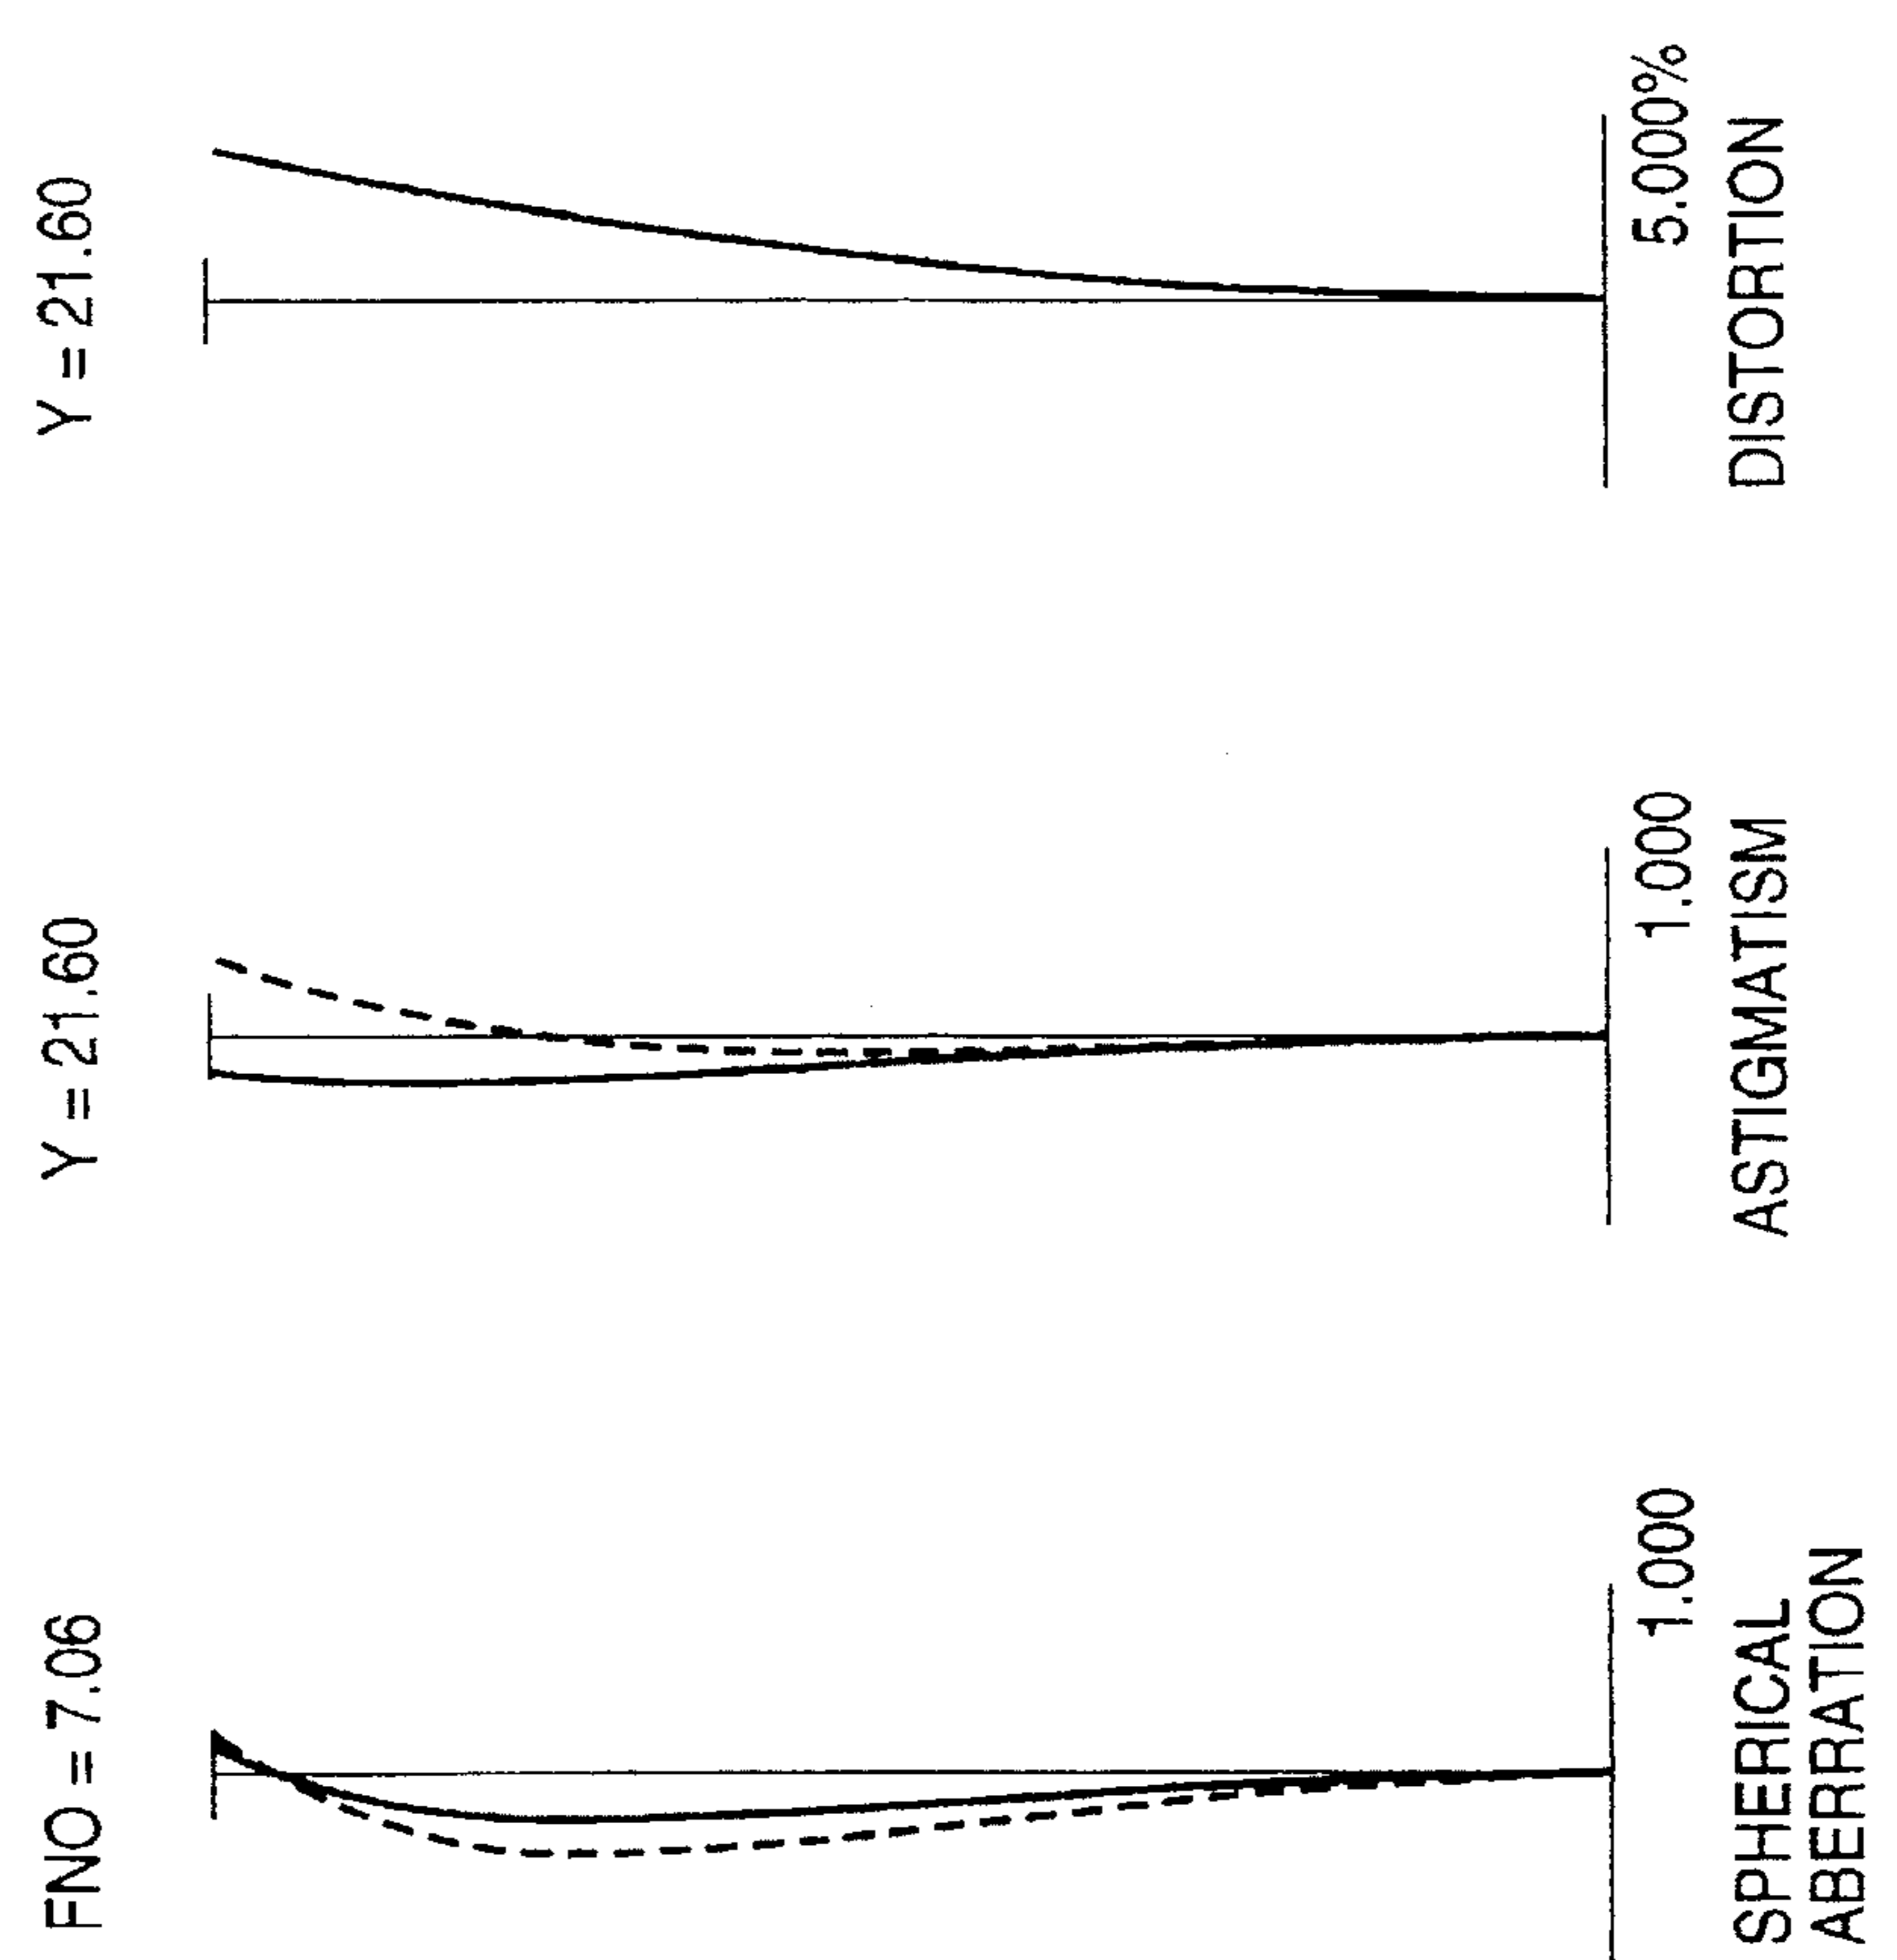 FNO = 7.06
1.000
SPHERICAL
ABERRATION
Y = 21.60
1.000
ASTIGMATISM
Y = 21.60
5.000%
DISTORTION